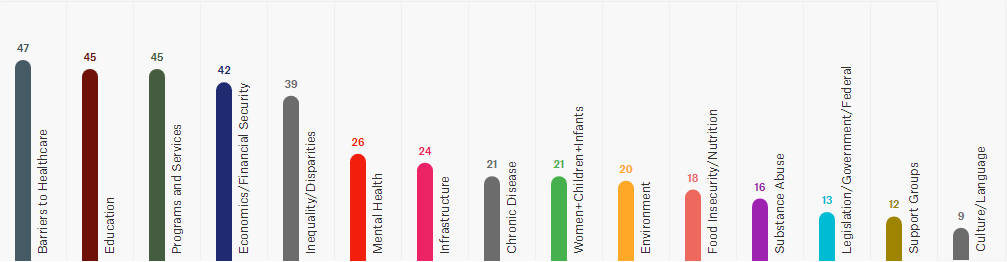 47
Barriers to Healthcare
45
Education
45
Programs and Services
42
Economics/Financial Security
39
Inequality/Disparities
26
Mental Health
24
Infrastructure
21
Chronic Disease
21
Women+Children+Infants
20
Environment
18
Food Insecurity/Nutrition
16
Substance Abuse
13
Legislation/Government/Federal
12
Support Groups
9
Culture/Language